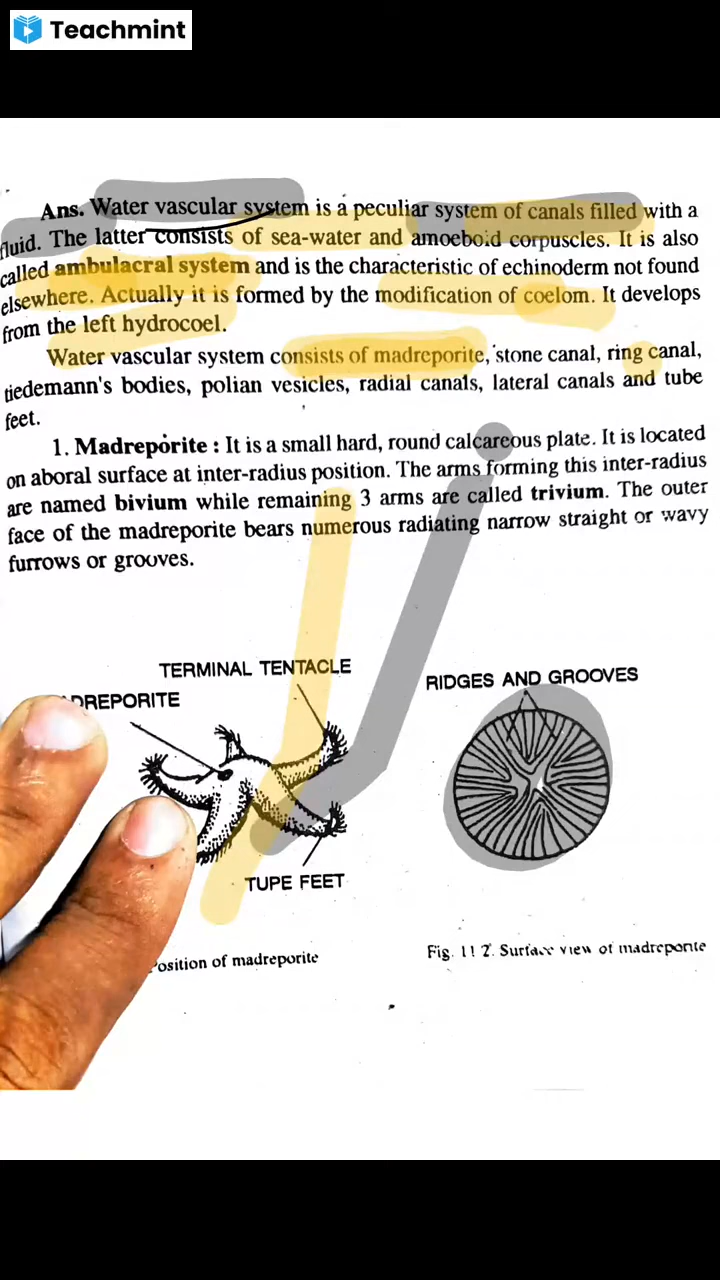 Teachmint
Ans. Water vascular system is a peculiar system of canals filled with a
fluid. The latter consists of sea-water and amoeboid corpuscles. It is also
called ambulacral system and is the characteristic of echinoderm not found
elsewhere. Actually it is formed by the modification of coelom. It develops
from the left hydrocoel.
Water vascular system consists of madreporite, stone canal, ring canal,
tiedemann's bodies, polian vesicles, radial canals, lateral canals and tube
feet.
1. Madreporite : It is a small hard, round calcareous plate. It is located
on aboral surface at inter-radius position. The arms forming this inter-radius
are named bivium while remaining 3 arms are called trivium. The outer
face of the madreporite bears numerous radiating narrow straight or wavy
furrows or grooves.
TERMINAL TENTACLE
DREPORITE
RIDGES AND GROOVES
TUPE FEET
osition of madreporite
Fig. 11 2. Surface view of madreporite